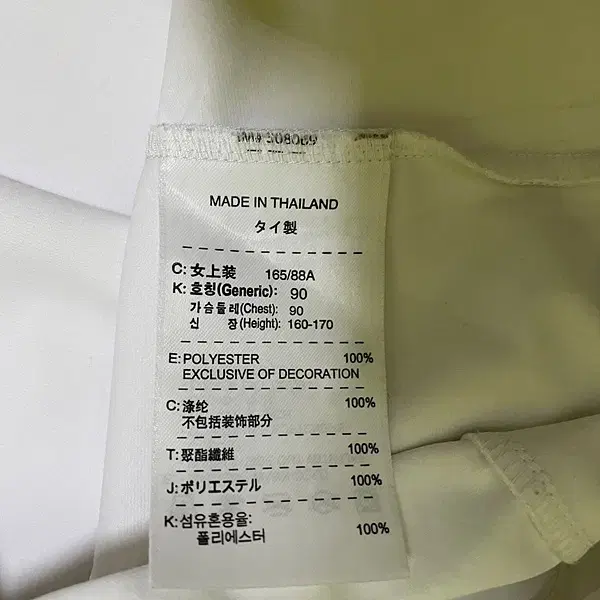 MADE IN THAILAND
タイ製
C: 女上装 165/88A
K: 호칭(Generic): 90
가슴둘레(Chest): 90
신 장(Height): 160-170
E: POLYESTER 100%
EXCLUSIVE OF DECORATION
C: 涤纶 100%
不包括装饰部分
T: 聚酯纖維 100%
J: ポリエステル 100%
K: 섬유혼용율:
폴리에스터 100%